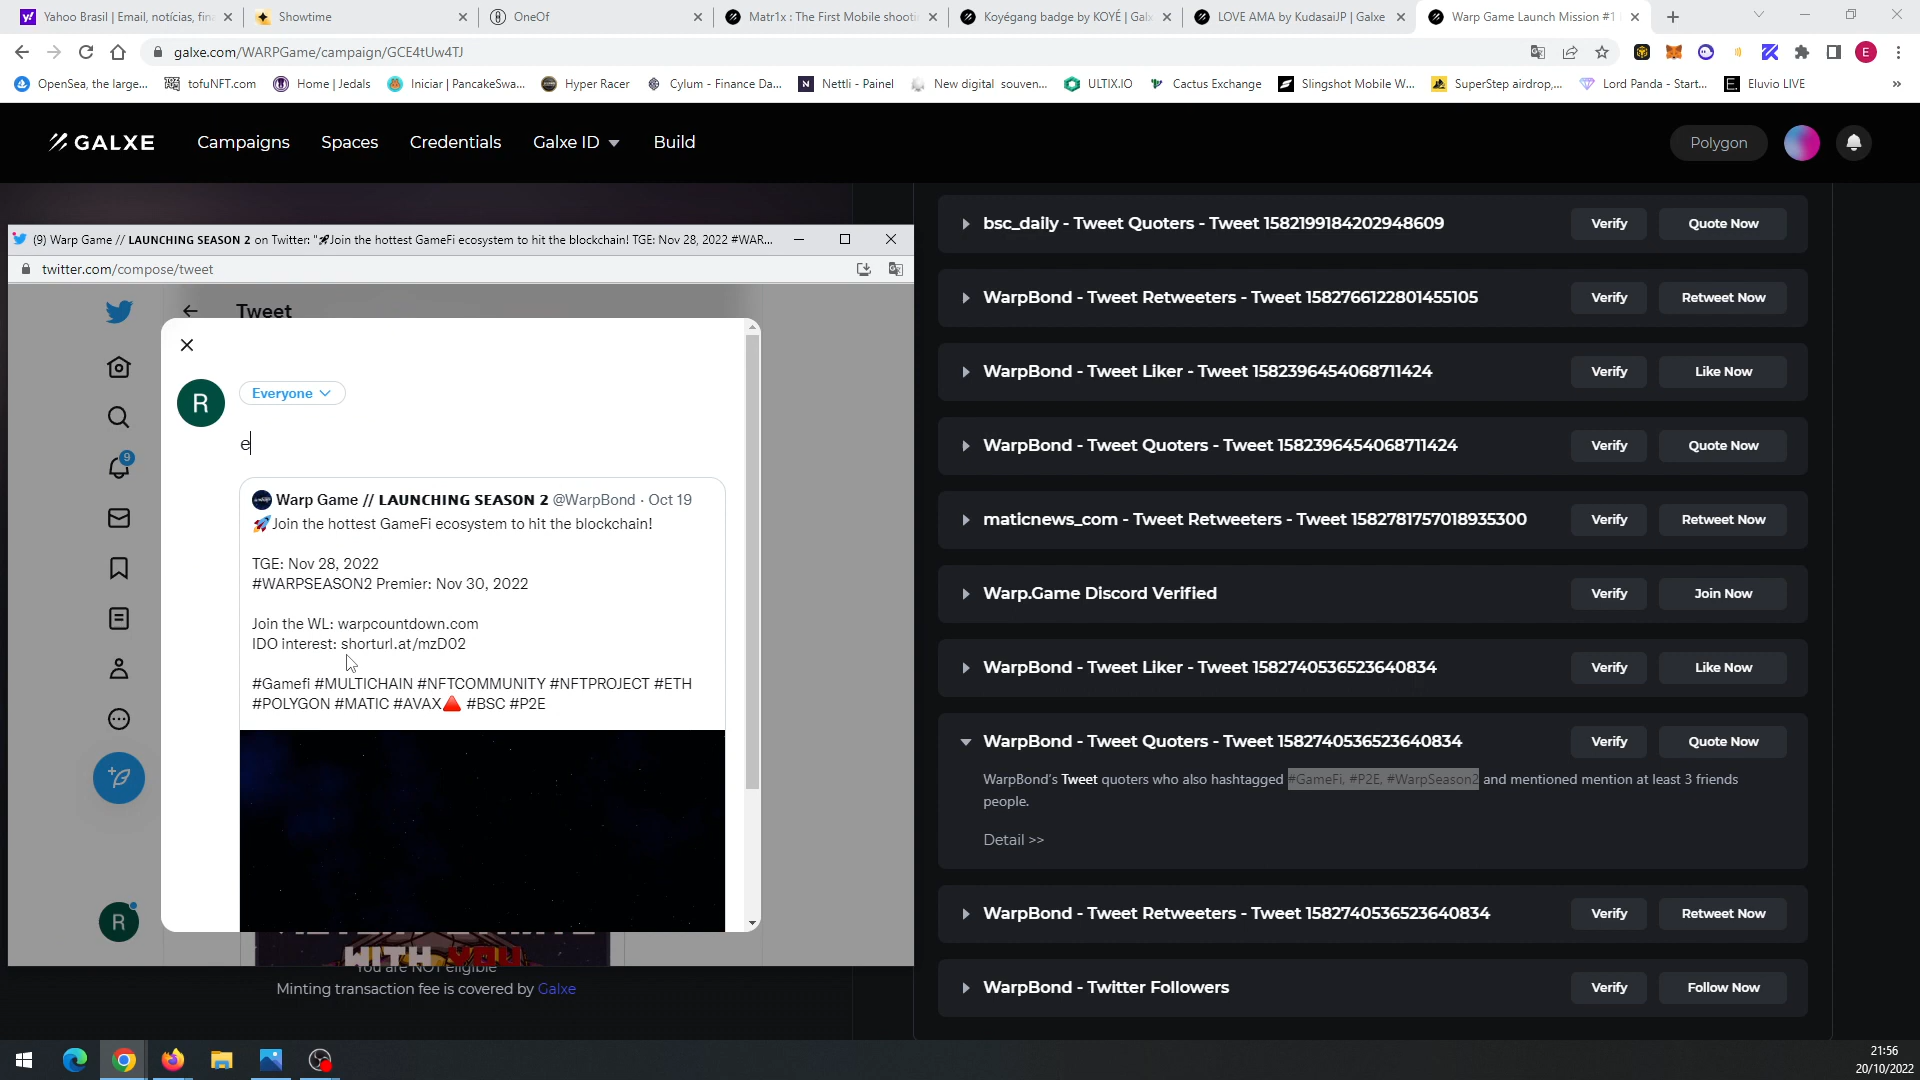 Yahoo Brasil | Email, notícias, fin
Showtime
OneOf
Matr1x : The First Mobile shooti
Koyégang badge by KOYÉ | Galx
LOVE AMA by KudasaiJP | Galxe
Warp Game Launch Mission #1
galxe.com/WARPGame/campaign/GCE4tUw4TJ
E
OpenSea, the large...
tofuNFT.com
Home | Jedals
Iniciar | PancakeSwa...
Hyper Racer
Cylum - Finance Da...
Nettli - Painel
New digital souven...
ULTIX.IO
Cactus Exchange
Slingshot Mobile W...
SuperStep airdrop,...
Lord Panda - Start...
Eluvio LIVE
»
GALXE
Campaigns
Spaces
Credentials
Galxe ID
Build
Polygon
(9) Warp Game // LAUNCHING SEASON 2 on Twitter: "🚀Join the hottest GameFi ecosystem to hit the blockchain! TGE: Nov 28, 2022 #WAR...
twitter.com/compose/tweet
Tweet
9
R
Everyone
e
Warp Game // LAUNCHING SEASON 2 @WarpBond · Oct 19
🚀Join the hottest GameFi ecosystem to hit the blockchain!
TGE: Nov 28, 2022
#WARPSEASON2 Premier: Nov 30, 2022
Join the WL: warpcountdown.com
IDO interest: shorturl.at/mzD02
#Gamefi #MULTICHAIN #NFTCOMMUNITY #NFTPROJECT #ETH
#POLYGON #MATIC #AVAX🔺 #BSC #P2E
R
WITH YOU
You are NOT eligible
Minting transaction fee is covered by Galxe
bsc_daily - Tweet Quoters - Tweet 1582199184202948609
Verify
Quote Now
WarpBond - Tweet Retweeters - Tweet 1582766122801455105
Verify
Retweet Now
WarpBond - Tweet Liker - Tweet 1582396454068711424
Verify
Like Now
WarpBond - Tweet Quoters - Tweet 1582396454068711424
Verify
Quote Now
maticnews_com - Tweet Retweeters - Tweet 1582781757018935300
Verify
Retweet Now
Warp.Game Discord Verified
Verify
Join Now
WarpBond - Tweet Liker - Tweet 1582740536523640834
Verify
Like Now
WarpBond - Tweet Quoters - Tweet 1582740536523640834
Verify
Quote Now
WarpBond's Tweet quoters who also hashtagged #GameFi, #P2E, #WarpSeason2 and mentioned mention at least 3 friends
people.
Detail >>
WarpBond - Tweet Retweeters - Tweet 1582740536523640834
Verify
Retweet Now
WarpBond - Twitter Followers
Verify
Follow Now
21:56
20/10/2022